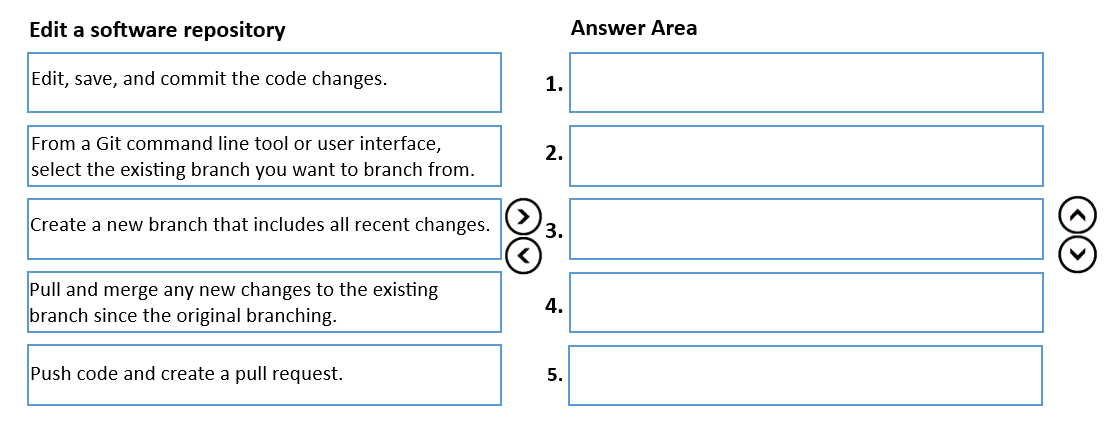 Edit a software repository
Answer Area
Edit, save, and commit the code changes.
1.
From a Git command line tool or user interface,
select the existing branch you want to branch from.
2.
Create a new branch that includes all recent changes.
3.
Pull and merge any new changes to the existing
branch since the original branching.
4.
Push code and create a pull request.
5.